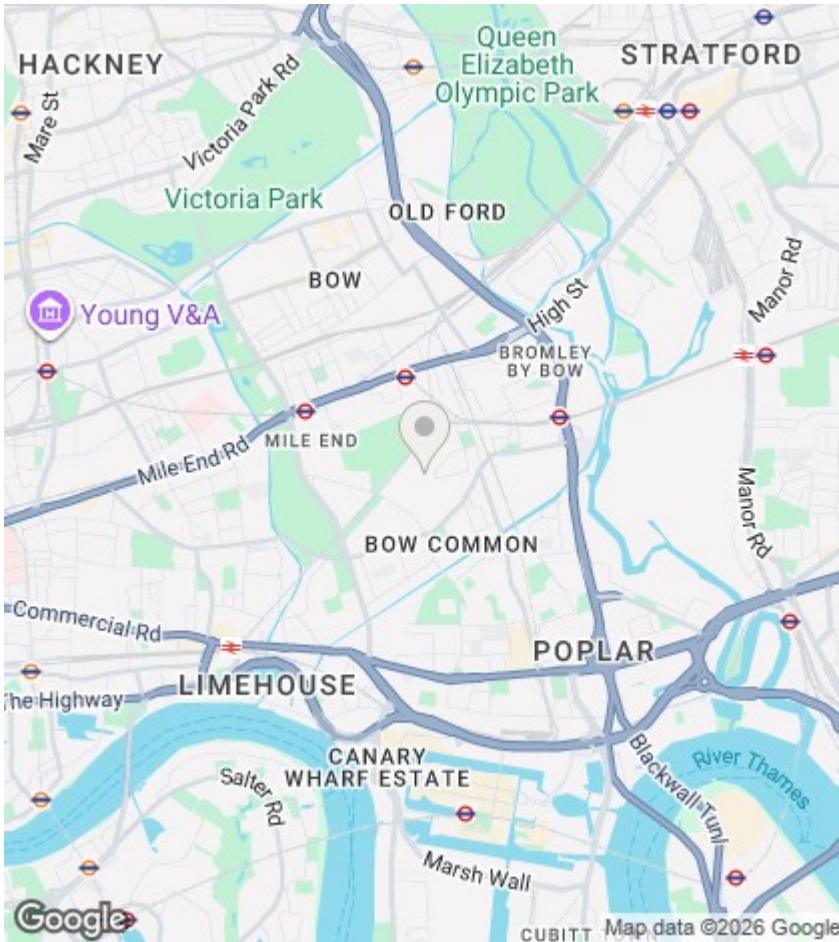 HACKNEY
Queen
Elizabeth
Olympic Park
STRATFORD
Mare St
Victoria Park Rd
Victoria Park
OLD FORD
BOW
Manor Rd
Young V&A
High St
BROMLEY
BY BOW
MILE END
Mile End Rd
Manor Rd
BOW COMMON
Commercial Rd
POPLAR
LIMEHOUSE
The Highway
CANARY
WHARF ESTATE
Salter Rd
Blackwall Tunl
River Thames
Marsh Wall
Google
CUBITT
Map data ©2026 Google